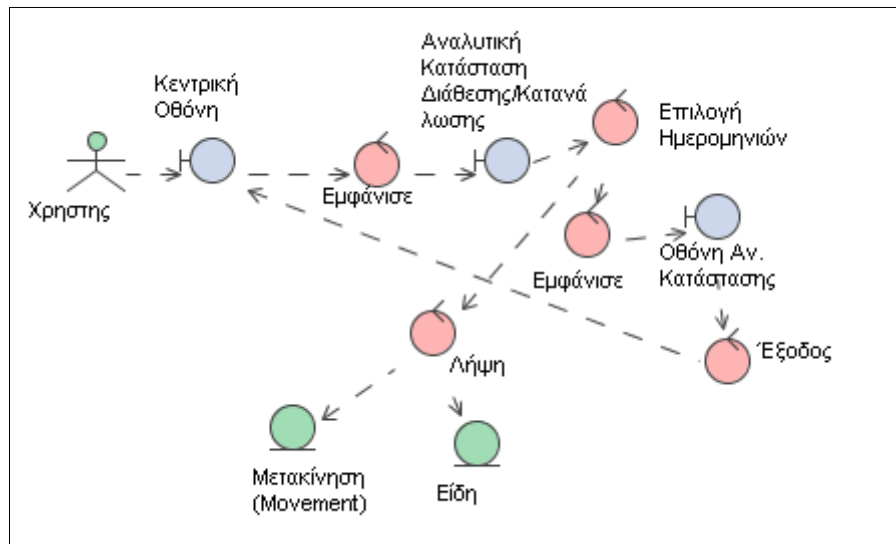 Αναλυτική
Κατάσταση
Διάθεσης/Κατανά
λωσης
Κεντρική
Οθόνη
Επιλογή
Ημερομηνιών
Χρηστης
Εμφάνισε
Εμφάνισε
Οθόνη Αν.
Κατάστασης
Έξοδος
Λήψη
Μετακίνηση
(Movement)
Είδη